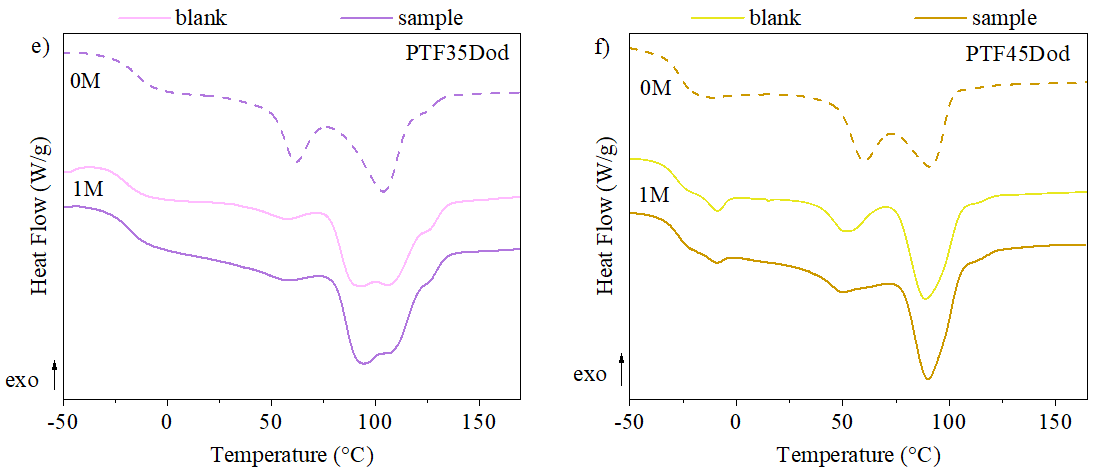 blank sample
e) PTF35Dod
0M
1M
Heat Flow (W/g)
exo
-50 0 50 100 150
Temperature (°C)
blank sample
f) PTF45Dod
0M
1M
Heat Flow (W/g)
exo
-50 0 50 100 150
Temperature (°C)